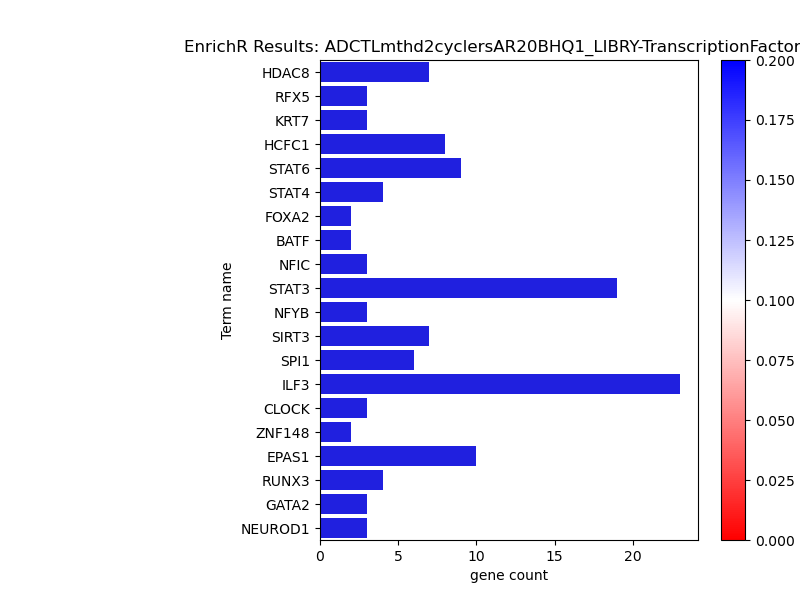 EnrichR Results: ADCTLmthd2cyclersAR20BHQ1_LIBRY-TranscriptionFactor
HDAC8
RFX5
KRT7
HCFC1
STAT6
STAT4
FOXA2
BATF
NFIC
STAT3
NFYB
SIRT3
SPI1
ILF3
CLOCK
ZNF148
EPAS1
RUNX3
GATA2
NEUROD1
Term name
0 5 10 15 20
gene count
0.200
0.175
0.150
0.125
0.100
0.075
0.050
0.025
0.000